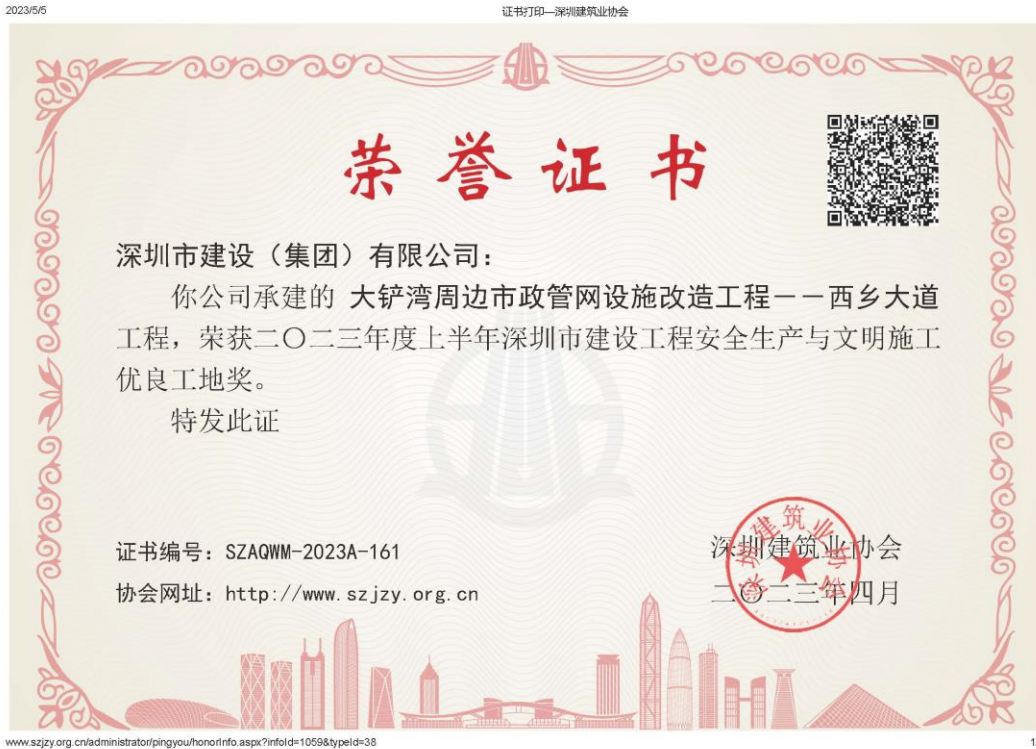 2023/5/5
证书打印—深圳建筑业协会
荣誉证书
深圳市建设（集团）有限公司：
你公司承建的 大铲湾周边市政管网设施改造工程－－西乡大道
工程，荣获二〇二三年度上半年深圳市建设工程安全生产与文明施工
优良工地奖。
特发此证
证书编号：SZAQWM-2023A-161
深圳建筑业协会
协会网址：http://www.szjzy.org.cn
二〇二三年四月
深圳建筑业协会
www.szjzy.org.cn/administrator/pingyou/honorInfo.aspx?infoId=1059&typeId=38
1